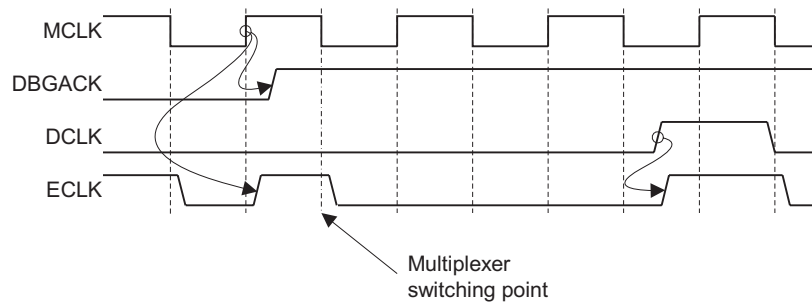 MCLK
DBGACK
DCLK
ECLK
Multiplexer
switching point